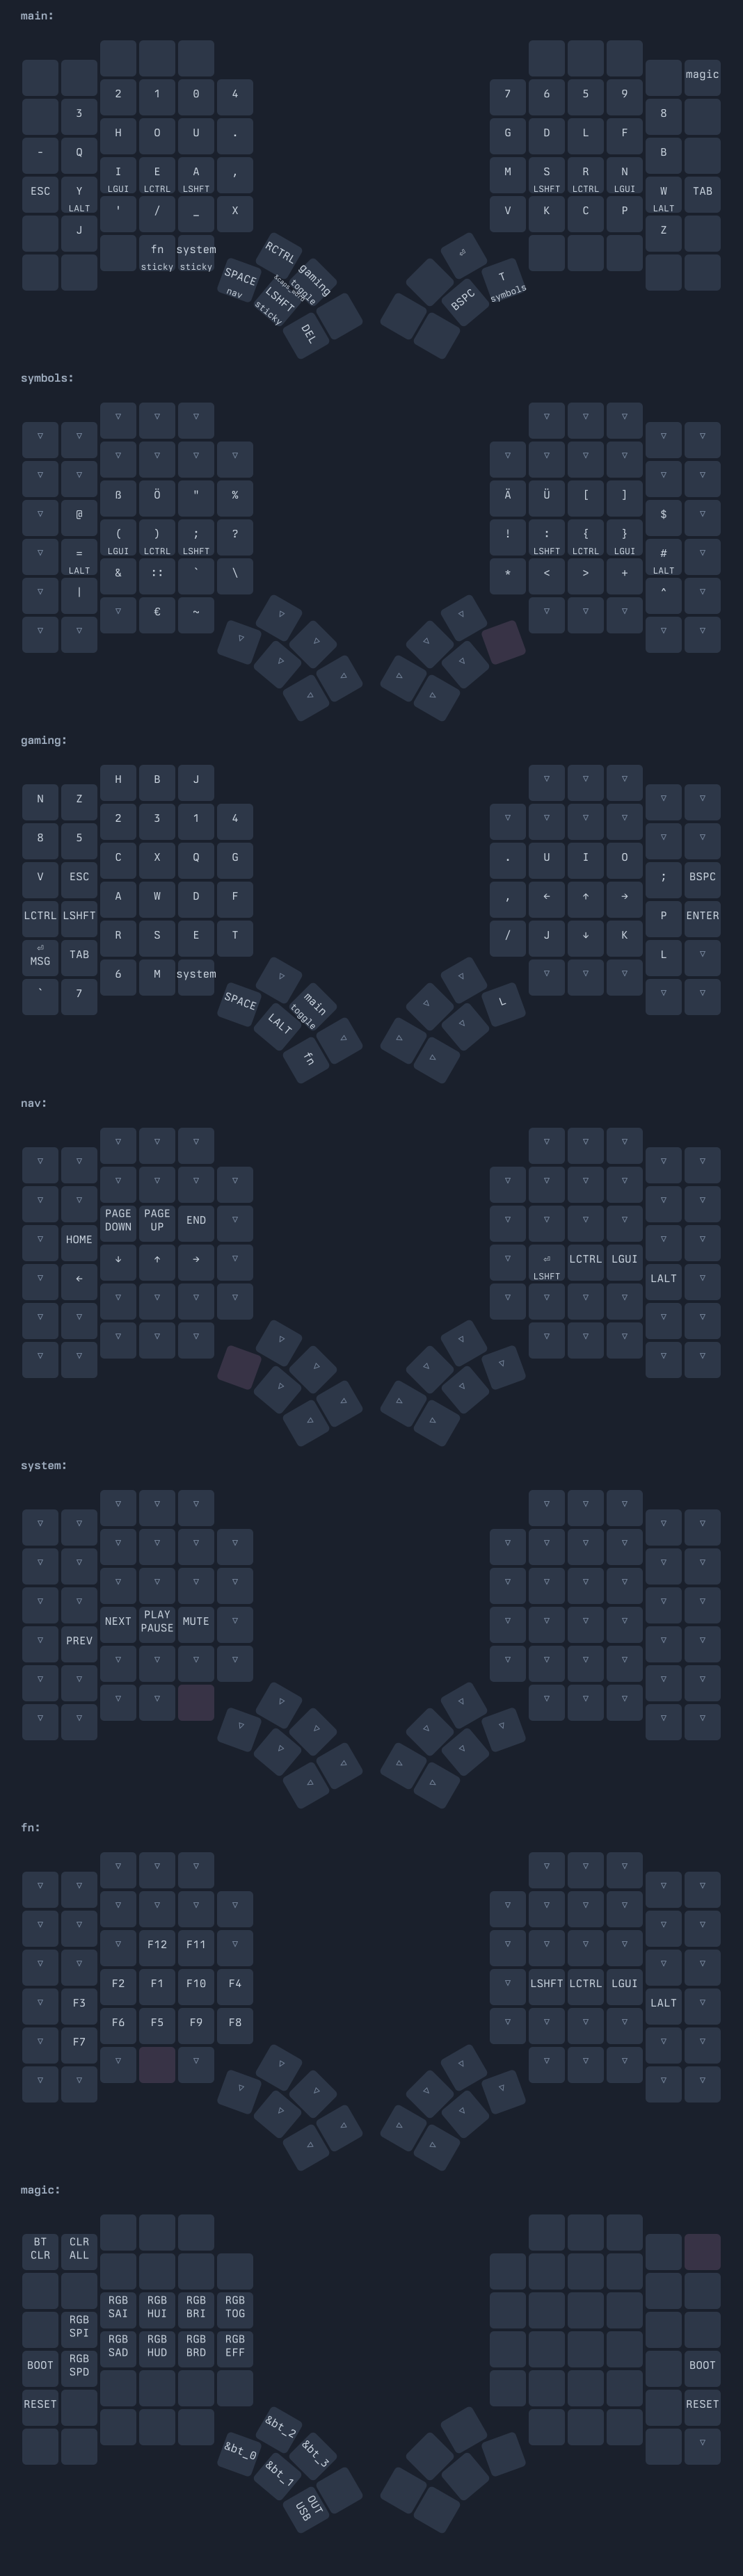 main:
magic
2 1 0 4 7 6 5 9
3 8
H O U . G D L F
- Q B
I E A , M S R N
LGUI LCTRL LSHFT LSHFT LCTRL LGUI
ESC Y W TAB
LALT LALT
' / _ X V K C P
J Z
fn system
sticky sticky
RCTRL ⏎
gaming
toggle
SPACE
nav
&caps_word
LSHFT
sticky
DEL
BSPC
T
symbols
symbols:
▽ ▽ ▽ ▽ ▽ ▽
▽ ▽ ▽ ▽
▽ ▽ ▽ ▽ ▽ ▽ ▽ ▽
▽ ▽ ▽ ▽
ß Ö " % Ä Ü [ ]
▽ @ $ ▽
( ) ; ? ! : { }
LGUI LCTRL LSHFT LSHFT LCTRL LGUI
▽ = # ▽
LALT LALT
& :: ` \ * < > +
▽ | ^ ▽
▽ € ~ ▽ ▽ ▽
▽ ▽ ▽ ▽
▽ ▽ ▽ ▽ ▽ ▽
▽ ▽ ▽ ▽ ▽
gaming:
H B J ▽ ▽ ▽
N Z ▽ ▽
2 3 1 4 ▽ ▽ ▽ ▽
8 5 ▽ ▽
C X Q G . U I O
V ESC ; BSPC
A W D F , ← ↑ →
LCTRL LSHFT P ENTER
R S E T / J ↓ K
⏎
MSG TAB L ▽
6 M system ▽ ▽ ▽
` 7 ▽ ▽
▽ ▽
main
toggle
SPACE
LALT
fn
▽
▽ L
▽
▽ ▽
nav:
▽ ▽ ▽ ▽ ▽ ▽
▽ ▽ ▽ ▽
▽ ▽ ▽ ▽ ▽ ▽ ▽ ▽
▽ ▽ ▽ ▽
PAGE
DOWN
PAGE
UP
END ▽ ▽ ▽ ▽ ▽
▽ HOME ▽ ▽
↓ ↑ → ▽ ▽ ⏎ LCTRL LGUI
LSHFT
▽ ← LALT ▽
▽ ▽ ▽ ▽ ▽ ▽ ▽ ▽
▽ ▽ ▽ ▽
▽ ▽ ▽ ▽ ▽ ▽
▽ ▽ ▽ ▽
▽ ▽ ▽ ▽ ▽
▽ ▽ ▽ ▽ ▽ ▽
system:
▽ ▽ ▽ ▽ ▽ ▽
▽ ▽ ▽ ▽
▽ ▽ ▽ ▽ ▽ ▽ ▽ ▽
▽ ▽ ▽ ▽
▽ ▽ ▽ ▽ ▽ ▽ ▽ ▽
▽ ▽ ▽ ▽
NEXT
PLAY
PAUSE
MUTE ▽ ▽ ▽ ▽ ▽
▽ PREV ▽ ▽
▽ ▽ ▽ ▽ ▽ ▽ ▽ ▽
▽ ▽ ▽ ▽
▽ ▽ ▽ ▽ ▽
▽ ▽ ▽ ▽
▽ ▽ ▽ ▽ ▽ ▽
▽ ▽ ▽ ▽ ▽ ▽
fn:
▽ ▽ ▽ ▽ ▽ ▽
▽ ▽ ▽ ▽
▽ ▽ ▽ ▽ ▽ ▽ ▽ ▽
▽ ▽ ▽ ▽
▽ F12 F11 ▽ ▽ ▽ ▽ ▽
▽ ▽ ▽ ▽
F2 F1 F10 F4 ▽ LSHFT LCTRL LGUI
▽ F3 LALT ▽
F6 F5 F9 F8 ▽ ▽ ▽ ▽
▽ F7 ▽ ▽
▽ ▽ ▽ ▽ ▽
▽ ▽ ▽ ▽
▽ ▽ ▽ ▽ ▽ ▽
▽ ▽ ▽ ▽ ▽ ▽
magic:
BT
CLR
CLR
ALL
RGB
SAI
RGB
HUI
RGB
BRI
RGB
TOG
RGB
SPI
RGB
SAD
RGB
HUD
RGB
BRD
RGB
EFF
BOOT
RGB
SPD
BOOT
RESET RESET
▽
&bt_2
&bt_3
&bt_0
&bt_1
OUT
USB